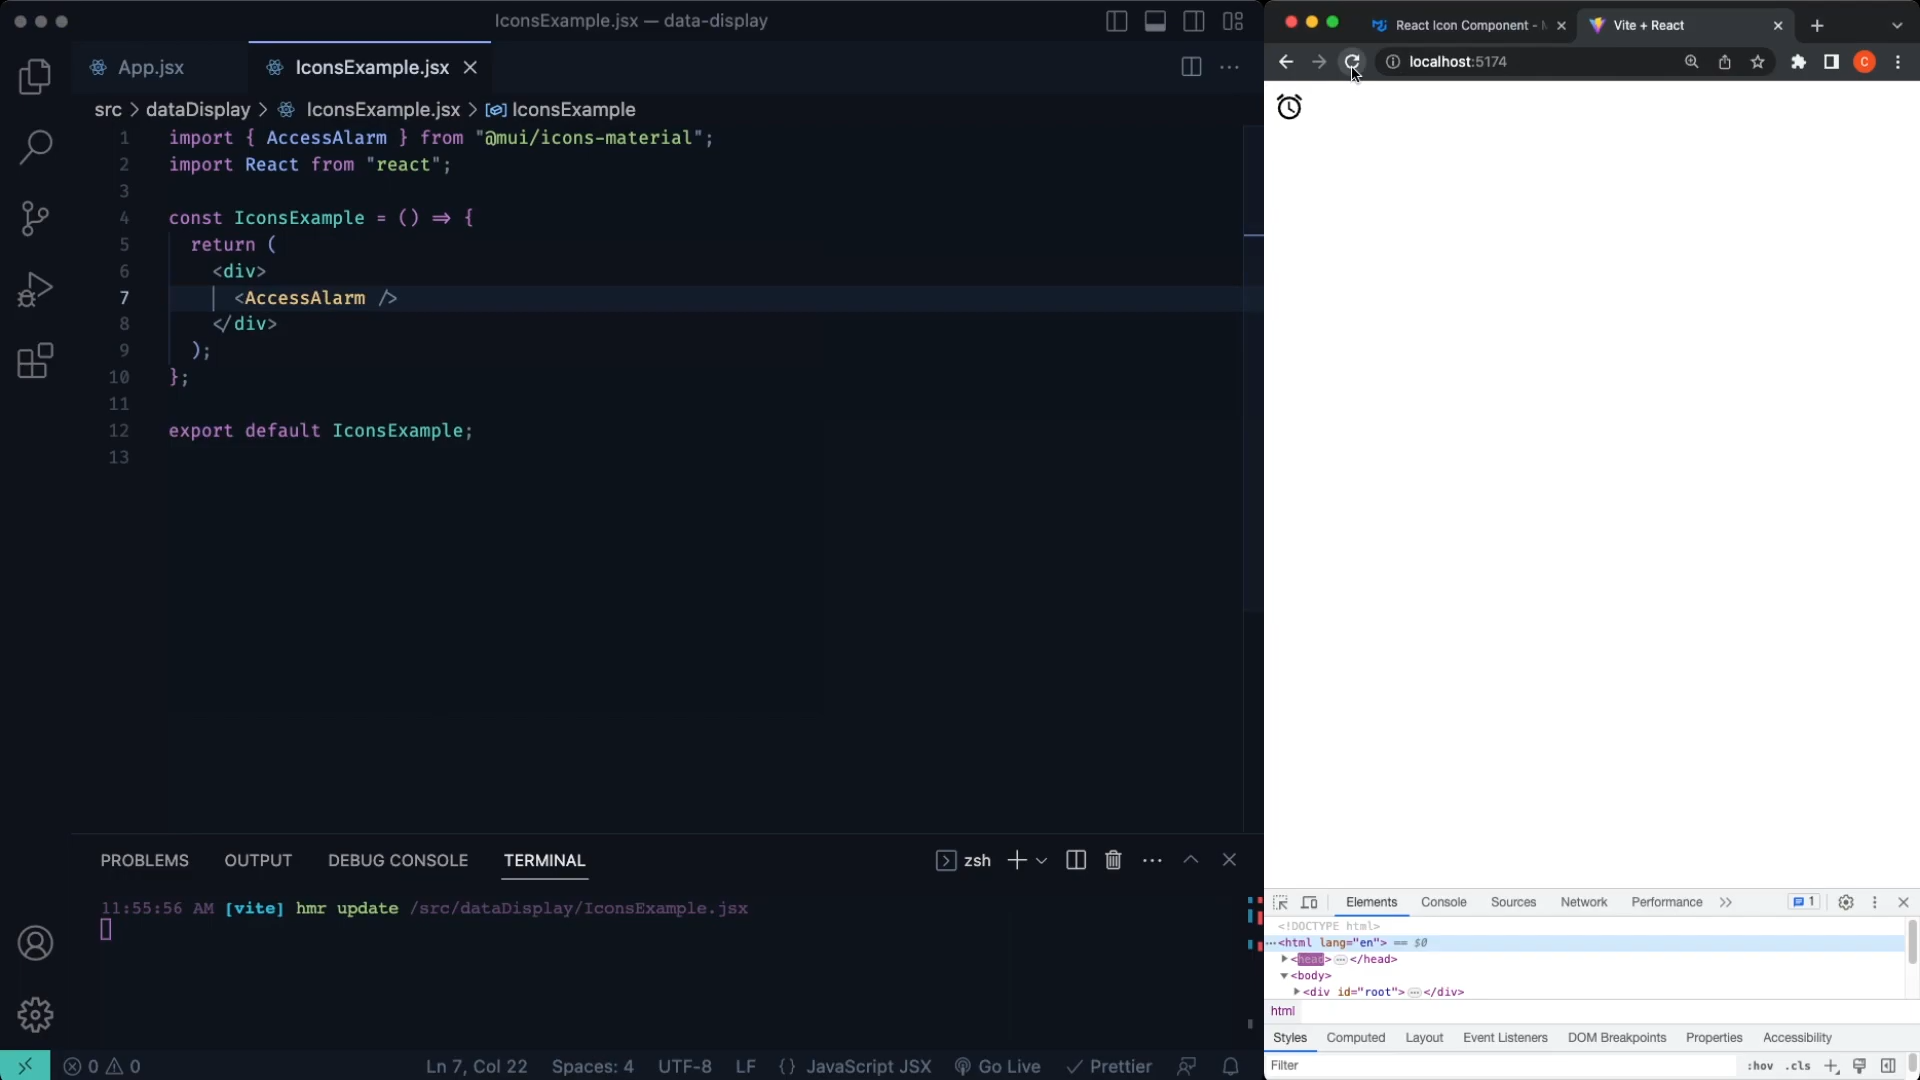 IconsExample.jsx — data-display
App.jsx
IconsExample.jsx
src > dataDisplay > IconsExample.jsx > IconsExample
1 import { AccessAlarm } from "@mui/icons-material";
2 import React from "react";
3
4 const IconsExample = () => {
5 return (
6 <div>
7 <AccessAlarm />
8 </div>
9 );
10 };
11
12 export default IconsExample;
13
PROBLEMS
OUTPUT
DEBUG CONSOLE
TERMINAL
zsh
11:55:56 AM [vite] hmr update /src/dataDisplay/IconsExample.jsx
0 0
Ln 7, Col 22
Spaces: 4
UTF-8
LF
{} JavaScript JSX
Go Live
Prettier
React Icon Component -
Vite + React
localhost:5174
C
Elements
Console
Sources
Network
Performance
1
<!DOCTYPE html>
<html lang="en"> == $0
<head> </head>
<body>
<div id="root"> </div>
html
Styles
Computed
Layout
Event Listeners
DOM Breakpoints
Properties
Accessibility
Filter
:hov .cls